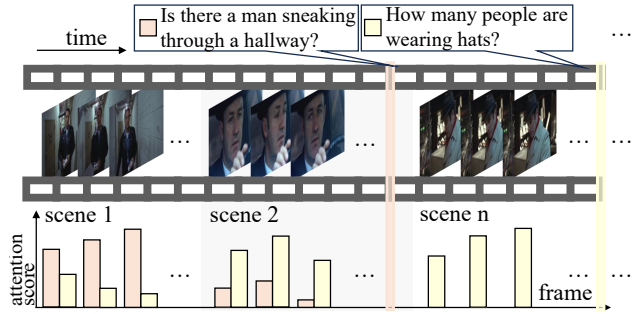 Is there a man sneaking
through a hallway?
How many people are
wearing hats?
...
time
... ... ... ...
scene 1
scene 2
scene n
attention
score
... ... ... ...
frame